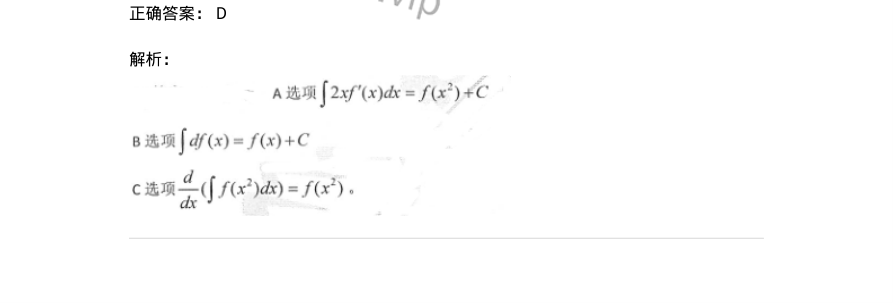 正确答案： D
解析：
A 选项 ∫2xf'(x)dx = f(x²)+C
B 选项 ∫df(x) = f(x)+C
C 选项 d/dx (∫f(x²)dx) = f(x²) 。